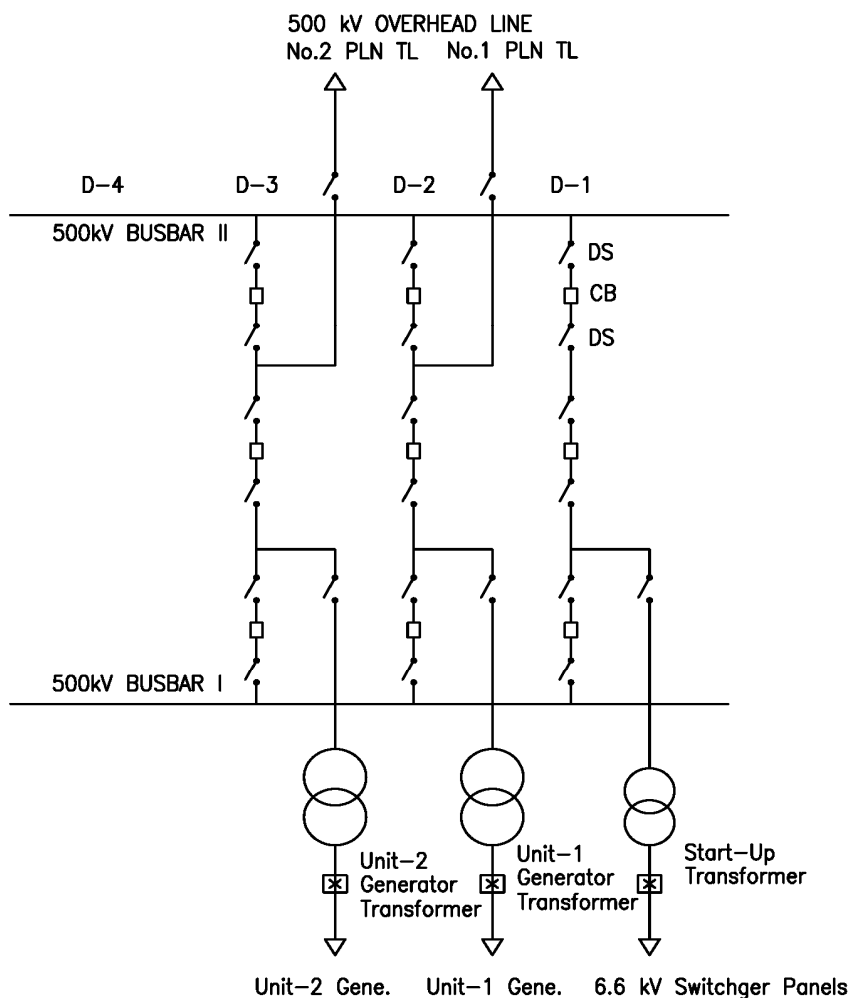 500 kV OVERHEAD LINE
No.2 PLN TL No.1 PLN TL
D-4 D-3 D-2 D-1
500kV BUSBAR II
DS
CB
DS
500kV BUSBAR I
Unit-2
Generator
Transformer
Unit-1
Generator
Transformer
Start-Up
Transformer
Unit-2 Gene. Unit-1 Gene. 6.6 kV Switchger Panels